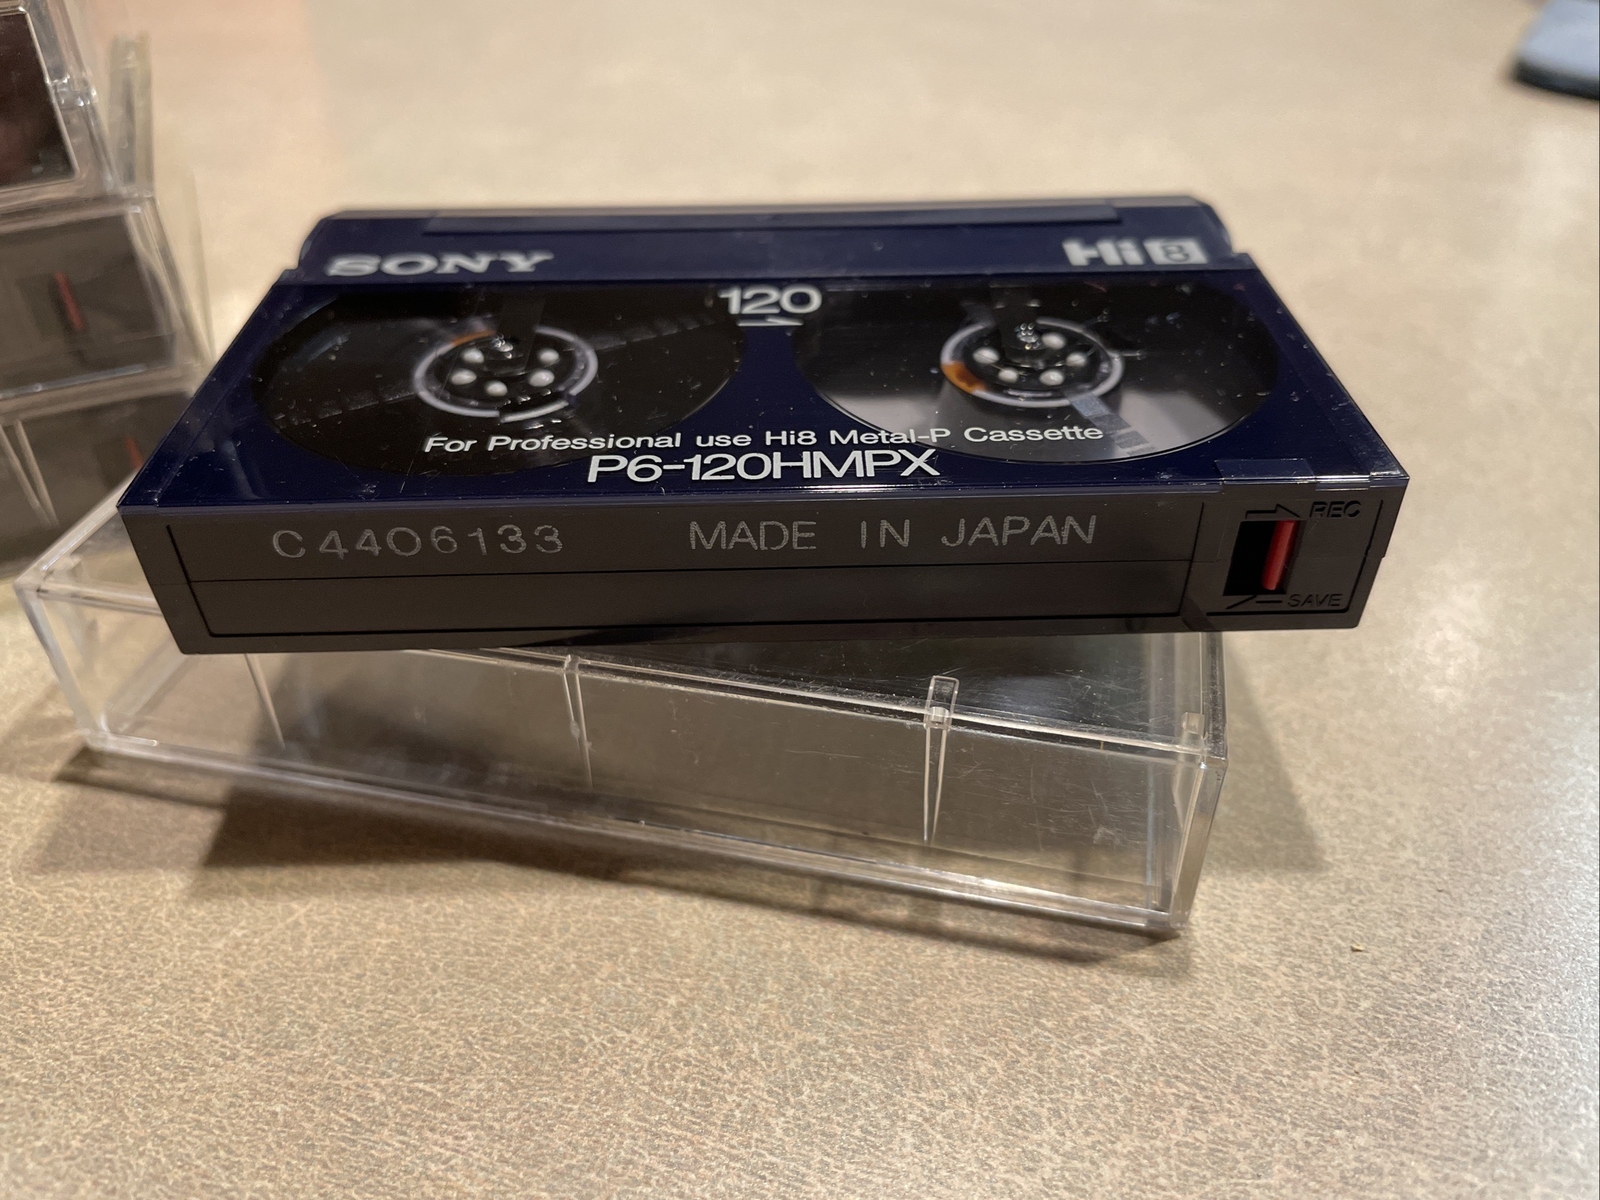 SONY
Hi8
120
For Professional use Hi8 Metal-P Cassette
P6-120HMPX
C4406133 MADE IN JAPAN
REC
SAVE